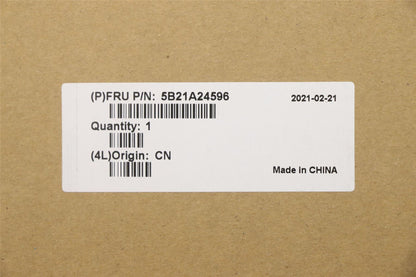 (P)FRU P/N: 5B21A24596
2021-02-21
Quantity: 1
(4L)Origin: CN
Made in CHINA